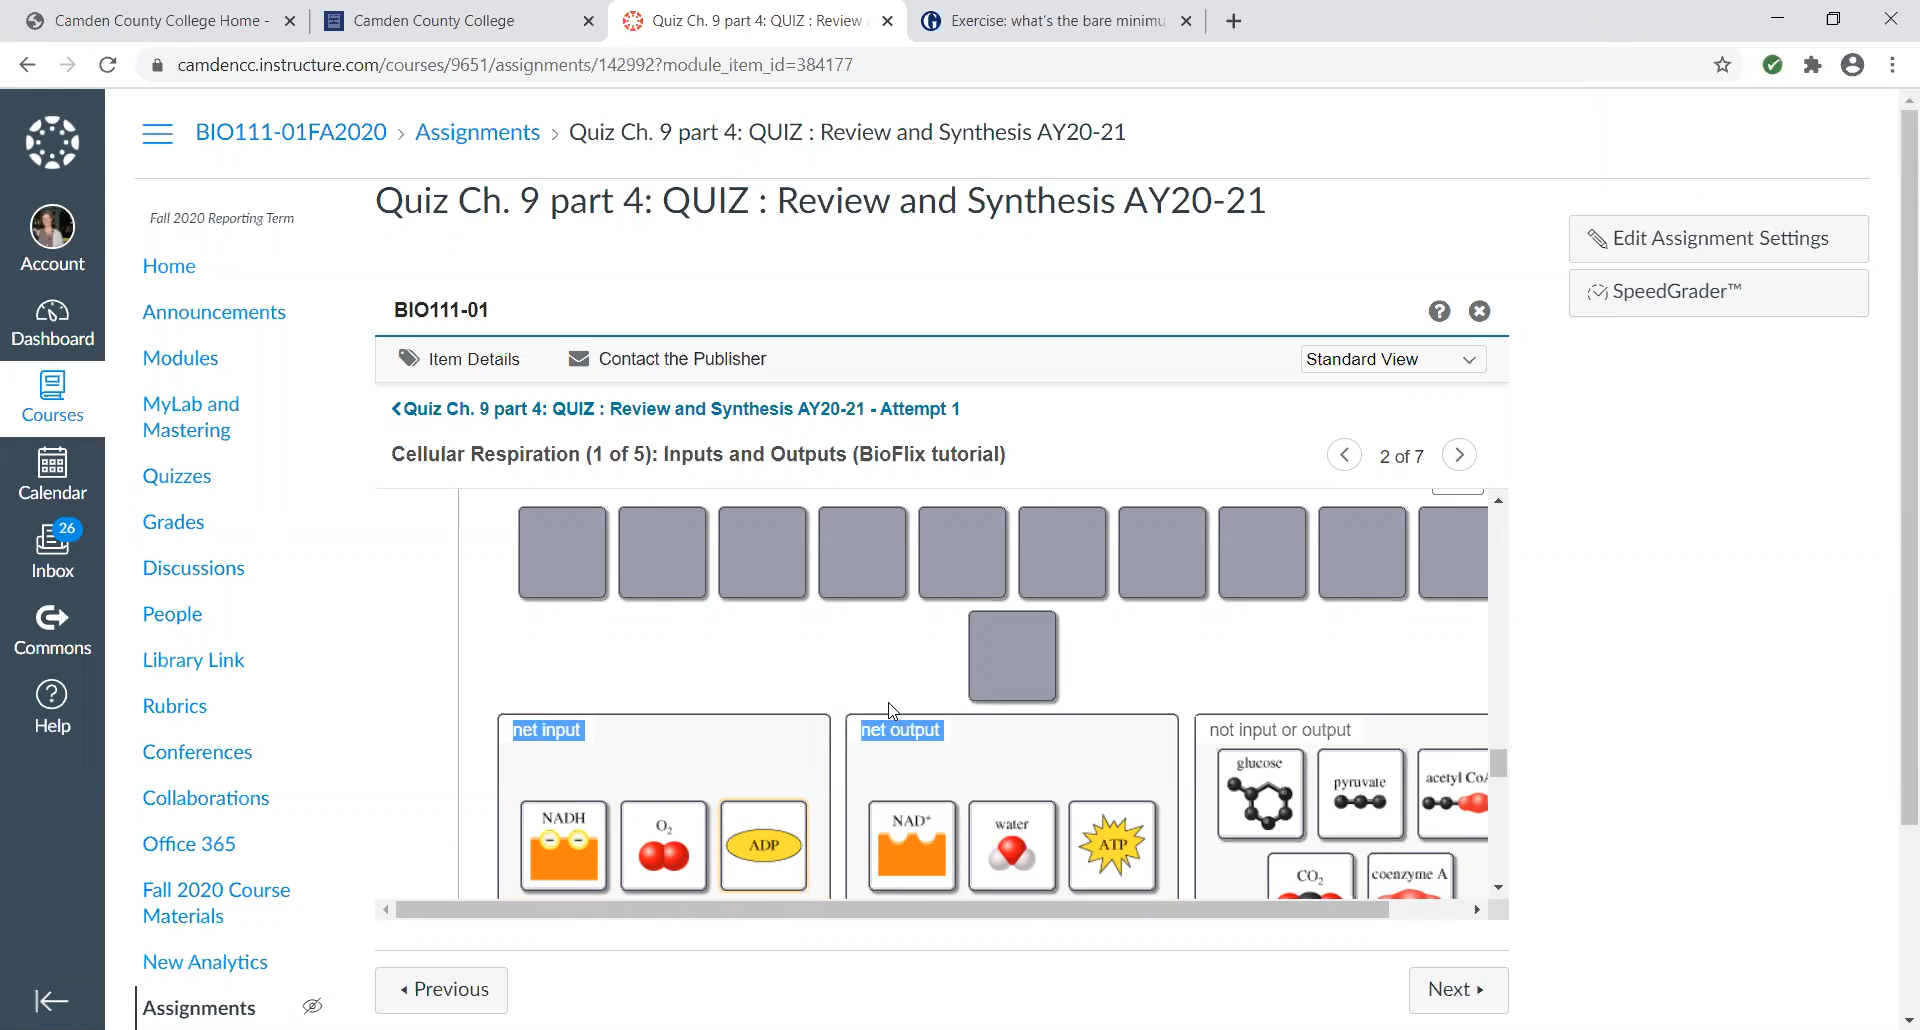 Camden County College Home -
Camden County College
Quiz Ch. 9 part 4: QUIZ : Review
Exercise: what's the bare minimu
camdencc.instructure.com/courses/9651/assignments/142992?module_item_id=384177
BIO111-01FA2020 > Assignments > Quiz Ch. 9 part 4: QUIZ : Review and Synthesis AY20-21
Account
Dashboard
Courses
Calendar
26
Inbox
Commons
Help
Fall 2020 Reporting Term
Home
Announcements
Modules
MyLab and
Mastering
Quizzes
Grades
Discussions
People
Library Link
Rubrics
Conferences
Collaborations
Office 365
Fall 2020 Course
Materials
New Analytics
Assignments
Quiz Ch. 9 part 4: QUIZ : Review and Synthesis AY20-21
Edit Assignment Settings
SpeedGrader™
BIO111-01
?
Item Details
Contact the Publisher
Standard View
Quiz Ch. 9 part 4: QUIZ : Review and Synthesis AY20-21 - Attempt 1
Cellular Respiration (1 of 5): Inputs and Outputs (BioFlix tutorial)
2 of 7
net input
net output
not input or output
glucose
pyruvate
acetyl CoA
NADH
O₂
ADP
NAD⁺
water
ATP
CO₂
coenzyme A
Previous
Next